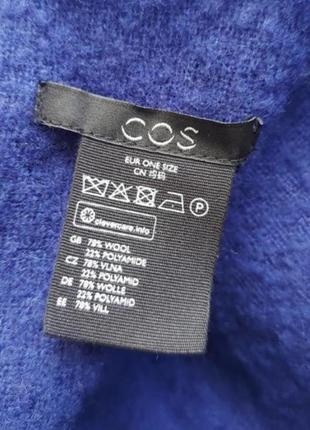 COS
EUR ONE SIZE
CN 均码
P
clevercare.info
GB 78% WOOL
22% POLYAMIDE
CZ 78% VLNA
22% POLYAMID
DE 78% WOLLE
22% POLYAMID
EE 78% VILL